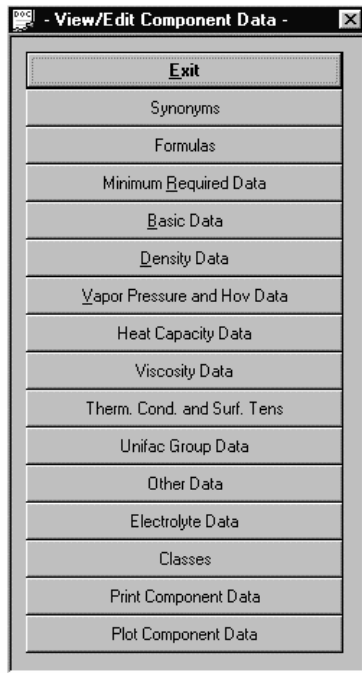 DOC
- View/Edit Component Data -
Exit
Synonyms
Formulas
Minimum Required Data
Basic Data
Density Data
Vapor Pressure and Hov Data
Heat Capacity Data
Viscosity Data
Therm. Cond. and Surf. Tens
Unifac Group Data
Other Data
Electrolyte Data
Classes
Print Component Data
Plot Component Data